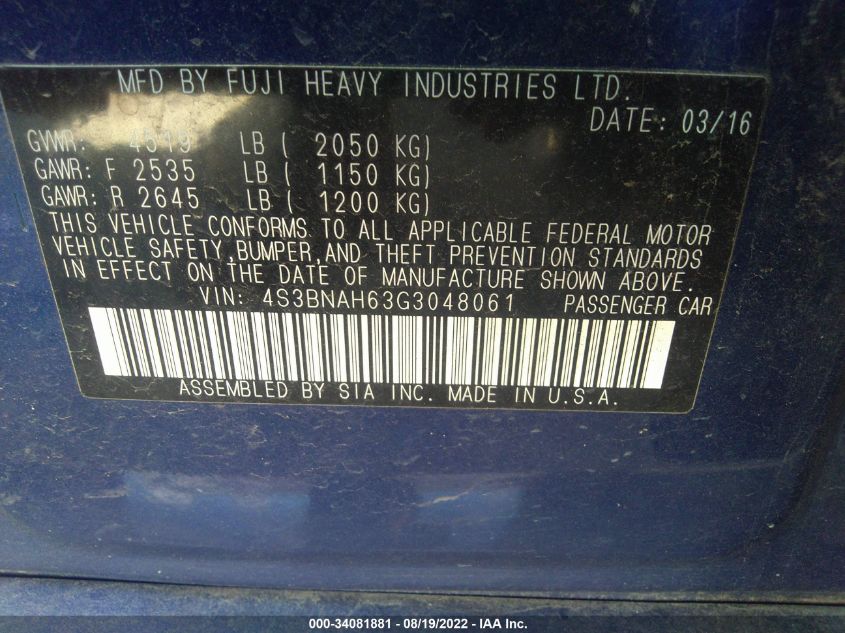 MFD BY FUJI HEAVY INDUSTRIES LTD.
DATE: 03/16
GVWR: 4519 LB ( 2050 KG)
GAWR: F 2535 LB ( 1150 KG)
GAWR: R 2645 LB ( 1200 KG)
THIS VEHICLE CONFORMS TO ALL APPLICABLE FEDERAL MOTOR
VEHICLE SAFETY,BUMPER,AND THEFT PREVENTION STANDARDS
IN EFFECT ON THE DATE OF MANUFACTURE SHOWN ABOVE.
VIN: 4S3BNAH63G3048061 PASSENGER CAR
ASSEMBLED BY SIA INC. MADE IN U.S.A.
000-34081881 - 08/19/2022 - IAA Inc.